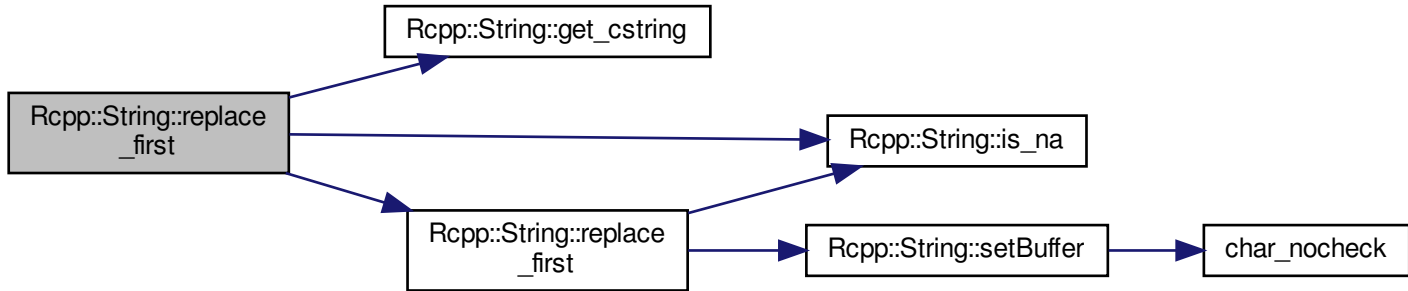 Rcpp::String::get_cstring
Rcpp::String::replace
_first
Rcpp::String::is_na
Rcpp::String::replace
_first
Rcpp::String::setBuffer
char_nocheck